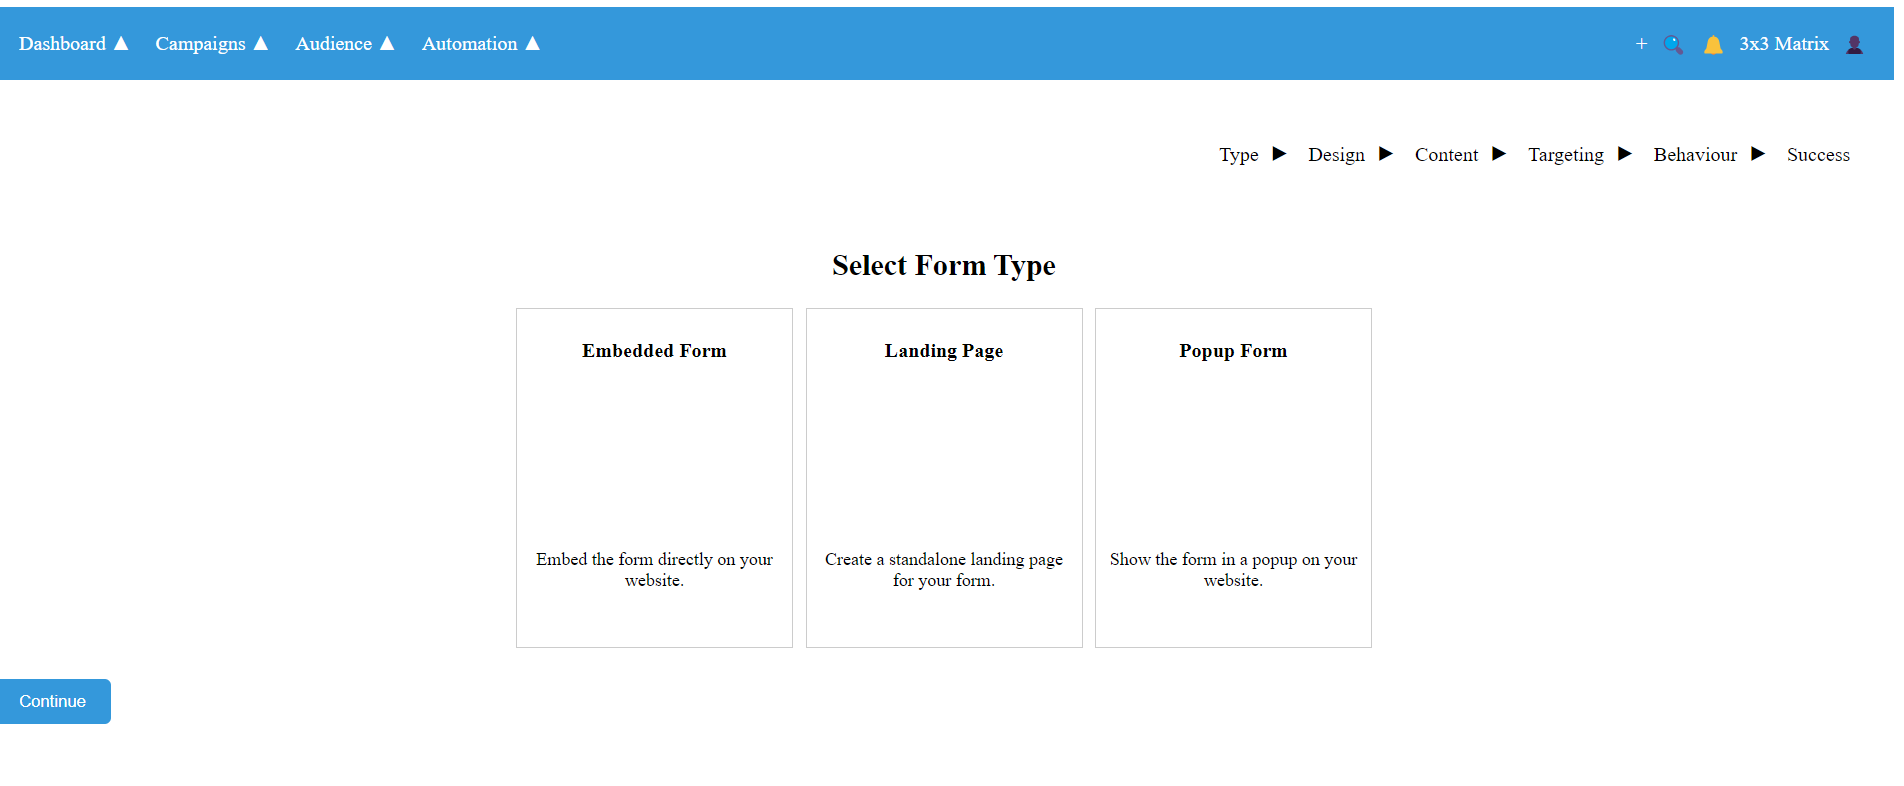 Dashboard ▲ Campaigns ▲ Audience ▲ Automation ▲ + 3x3 Matrix
Type ▶ Design ▶ Content ▶ Targeting ▶ Behaviour ▶ Success
Select Form Type
Embedded Form
Embed the form directly on your
website.
Landing Page
Create a standalone landing page
for your form.
Popup Form
Show the form in a popup on your
website.
Continue